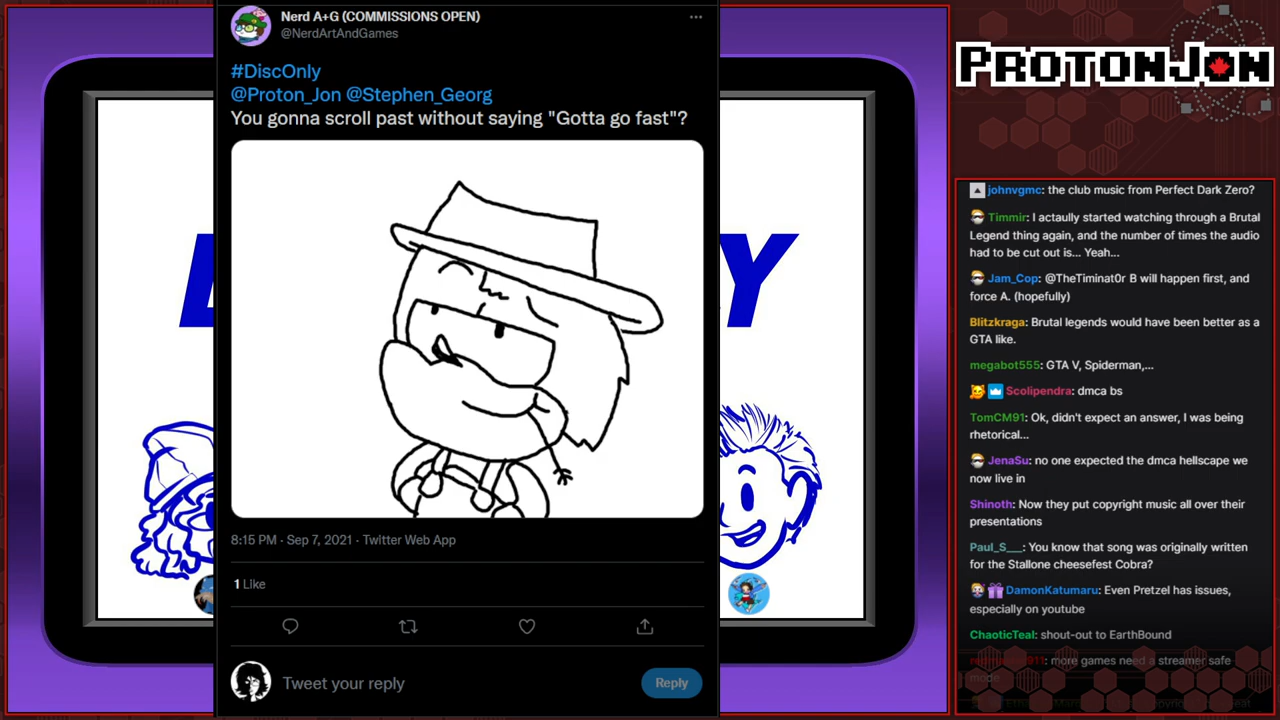 Nerd A+G (COMMISSIONS OPEN)
@NerdArtAndGames
#DiscOnly
@Proton_Jon @Stephen_Georg
You gonna scroll past without saying "Gotta go fast"?
8:15 PM · Sep 7, 2021 · Twitter Web App
1 Like
Tweet your reply
Reply
PROTONJON
johnvgmc: the club music from Perfect Dark Zero?
Timmir: I actaully started watching through a Brutal
Legend thing again, and the number of times the audio
had to be cut out is... Yeah...
Jam_Cop: @TheTiminat0r B will happen first, and
force A. (hopefully)
Blitzkraga: Brutal legends would have been better as a
GTA like.
megabot555: GTA V, Spiderman,...
Scolipendra: dmca bs
TomCM91: Ok, didn't expect an answer, I was being
rhetorical...
JenaSu: no one expected the dmca hellscape we
now live in
Shinoth: Now they put copyright music all over their
presentations
Paul_S___: You know that song was originally written
for the Stallone cheesefest Cobra?
DamonKatumaru: Even Pretzel has issues,
especially on youtube
ChaoticTeal: shout-out to EarthBound
more games need a streamer safe
mode